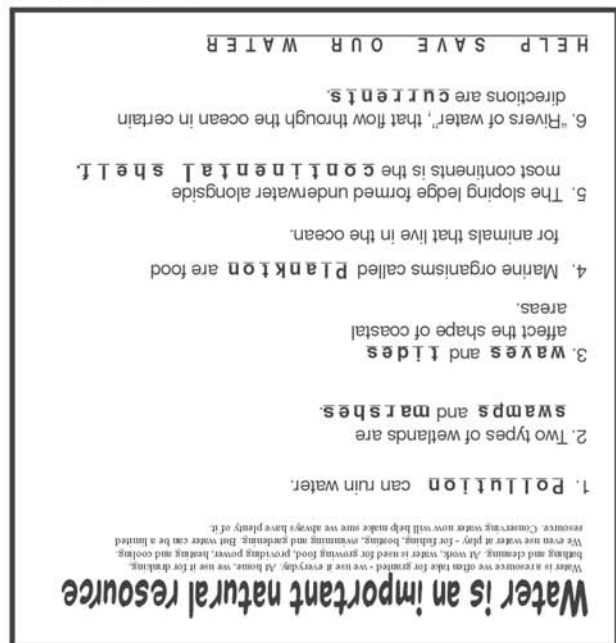 Water is an important natural resource
Water is a resource we often take for granted - we use it everyday. At home, we use it for drinking,
bathing and cleaning. At work, water is used for growing food, providing power, heating and cooling.
We even use water at play - for fishing, boating, swimming and gardening. But water can be a limited
resource. Conserving water now will help make sure we always have plenty of it.
1. Pollution can ruin water.
2. Two types of wetlands are
swamps and marshes.
3. waves and tides
affect the shape of coastal
areas.
4. Marine organisms called Plankton are food
for animals that live in the ocean.
5. The sloping ledge formed underwater alongside
most continents is the continental shelf.
6. "Rivers of water", that flow through the ocean in certain
directions are currents.
HELP SAVE OUR WATER